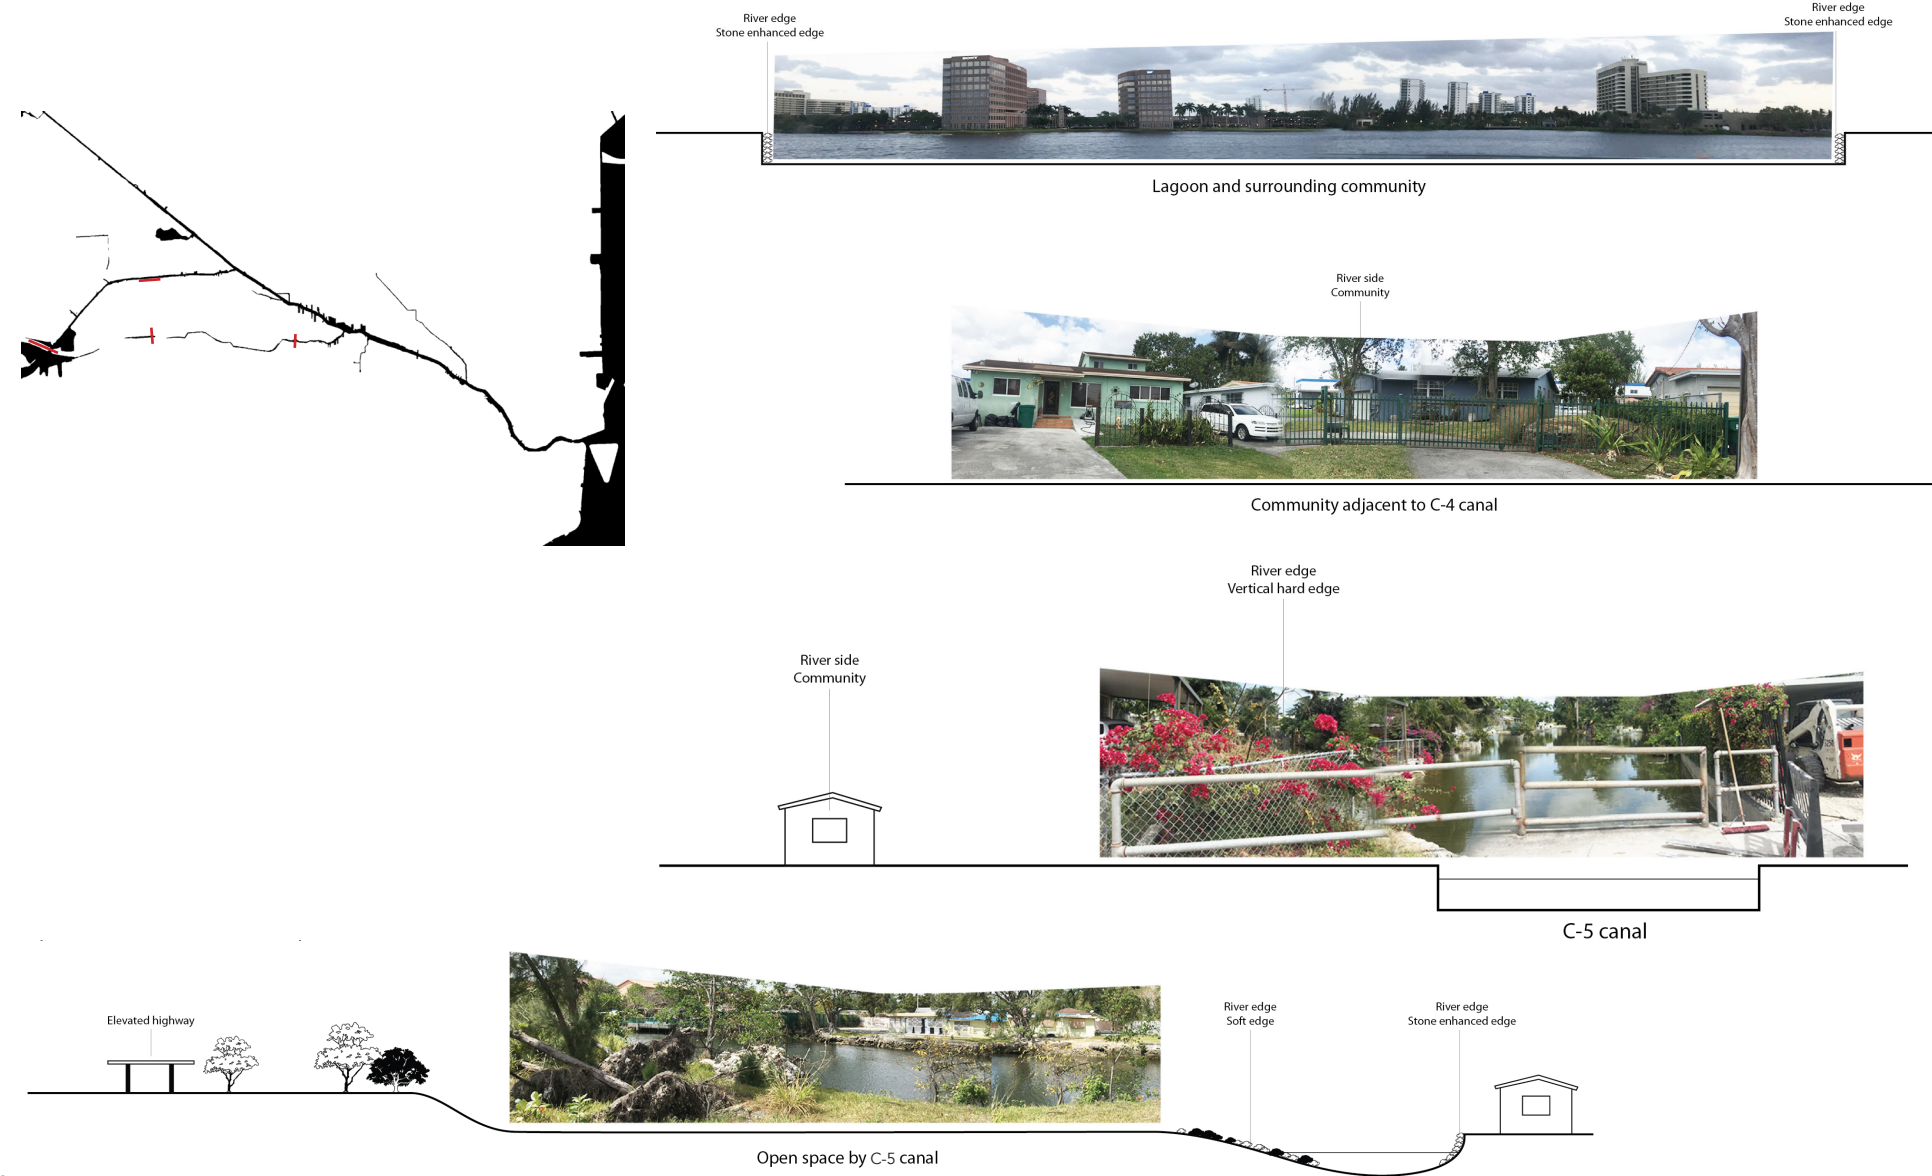 River edge
Stone enhanced edge
River edge
Stone enhanced edge
Lagoon and surrounding community
River side
Community
Community adjacent to C-4 canal
River edge
Vertical hard edge
River side
Community
C-5 canal
Elevated highway
River edge
Soft edge
River edge
Stone enhanced edge
Open space by C-5 canal